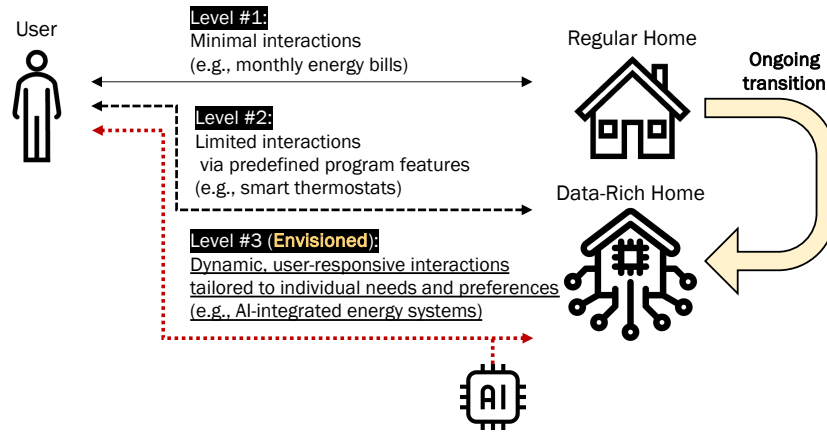 User
Level #1:
Minimal interactions
(e.g., monthly energy bills)
Regular Home
Ongoing
transition
Level #2:
Limited interactions
via predefined program features
(e.g., smart thermostats)
Data-Rich Home
Level #3 (Envisioned):
Dynamic, user-responsive interactions
tailored to individual needs and preferences
(e.g., AI-integrated energy systems)
AI